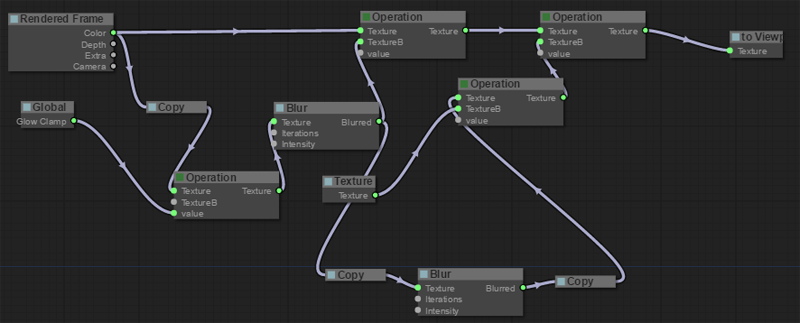 Rendered Frame
Color
Depth
Extra
Camera
Operation
Texture Texture
TextureB
value
Operation
Texture Texture
TextureB
value
to Viewp
Texture
Operation
Texture
TextureB Texture
value
Global
Glow Clamp
Copy
Blur
Texture Blurred
Iterations
Intensity
Operation
Texture Texture
TextureB
value
Texture
Texture
Copy
Blur
Texture Blurred
Iterations
Intensity
Copy